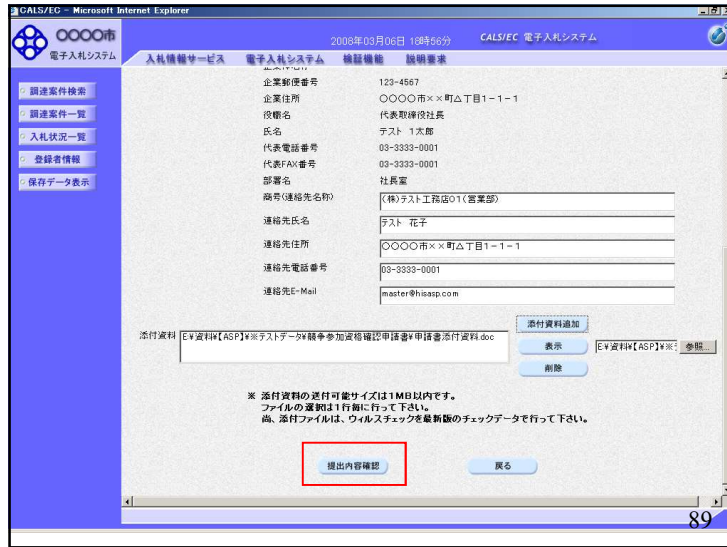 CALS/EC - Microsoft Internet Explorer
〇〇〇〇市
電子入札システム
2008年03月06日 18時56分
CALS/EC 電子入札システム
入札情報サービス 電子入札システム 検証機能 説明要求
調達案件検索
調達案件一覧
入札状況一覧
登録者情報
保存データ表示
企業郵便番号 123-4567
企業住所 〇〇〇〇市××町△丁目1-1-1
役職名 代表取締役社長
氏名 テスト 1太郎
代表電話番号 03-3333-0001
代表FAX番号 03-3333-0001
部署名 社長室
商号(連絡先名称) (株)テスト工務店01(営業部)
連絡先氏名 テスト 花子
連絡先住所 〇〇〇〇市××町△丁目1-1-1
連絡先電話番号 03-3333-0001
連絡先E-Mail master@hisasp.com
添付資料追加
添付資料 E:¥資料¥【ASP】¥※テストデータ¥競争参加資格確認申請書¥申請書添付資料.doc
表示 E:¥資料¥【ASP】¥※ 参照...
削除
※ 添付資料の送付可能サイズは1MB以内です。
ファイルの選択は1行毎に行って下さい。
尚、添付ファイルは、ウィルスチェックを最新版のチェックデータで行って下さい。
提出内容確認 戻る
89